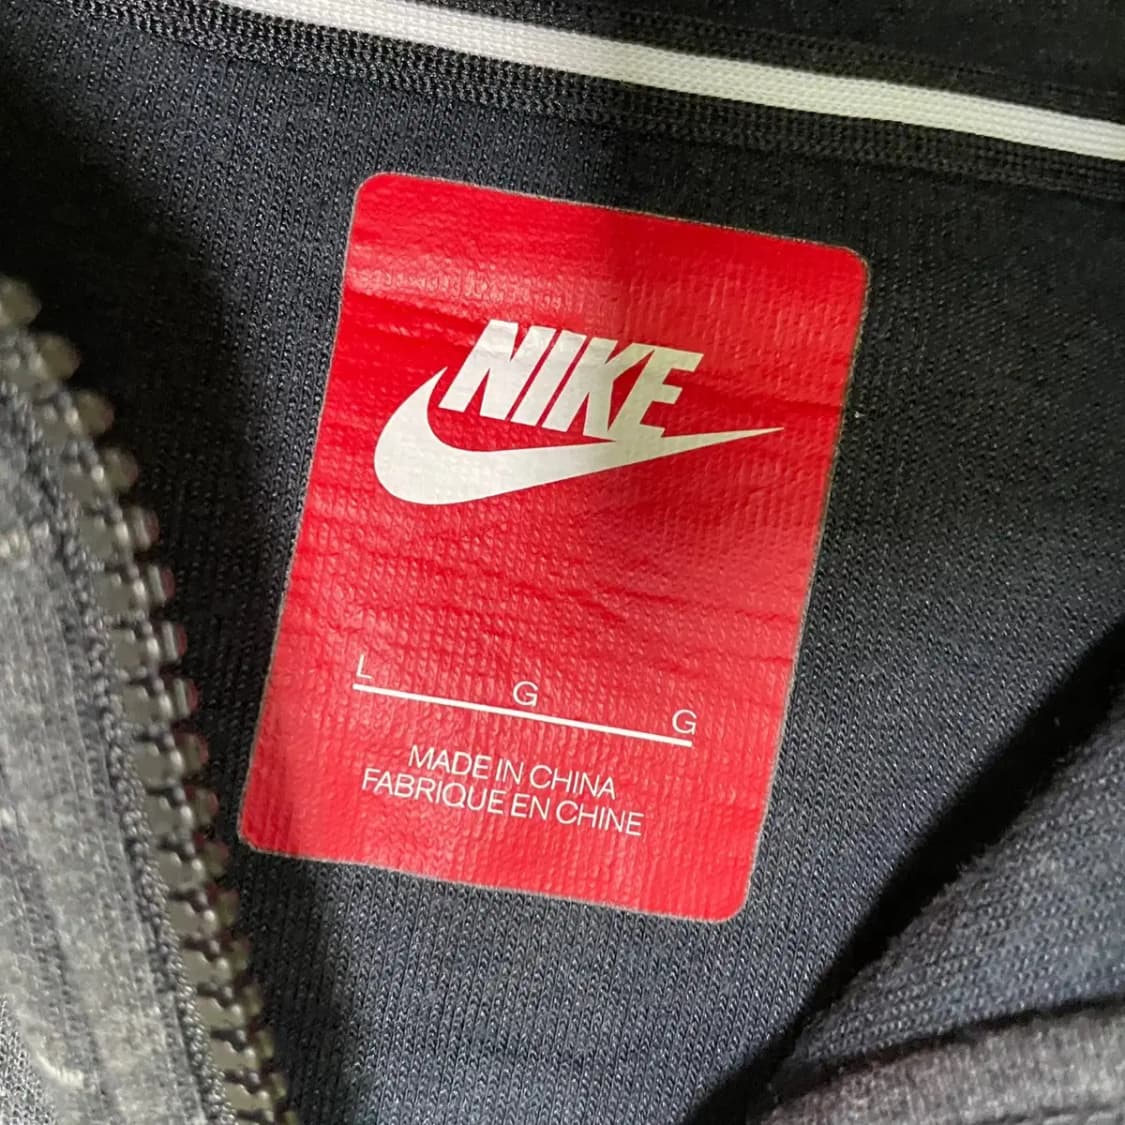 NIKE
L G G
MADE IN CHINA
FABRIQUE EN CHINE